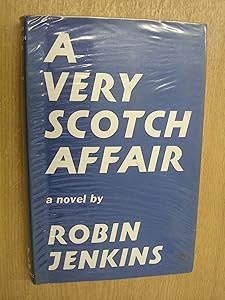 A
VERY
SCOTCH
AFFAIR
a novel by
ROBIN
JENKINS